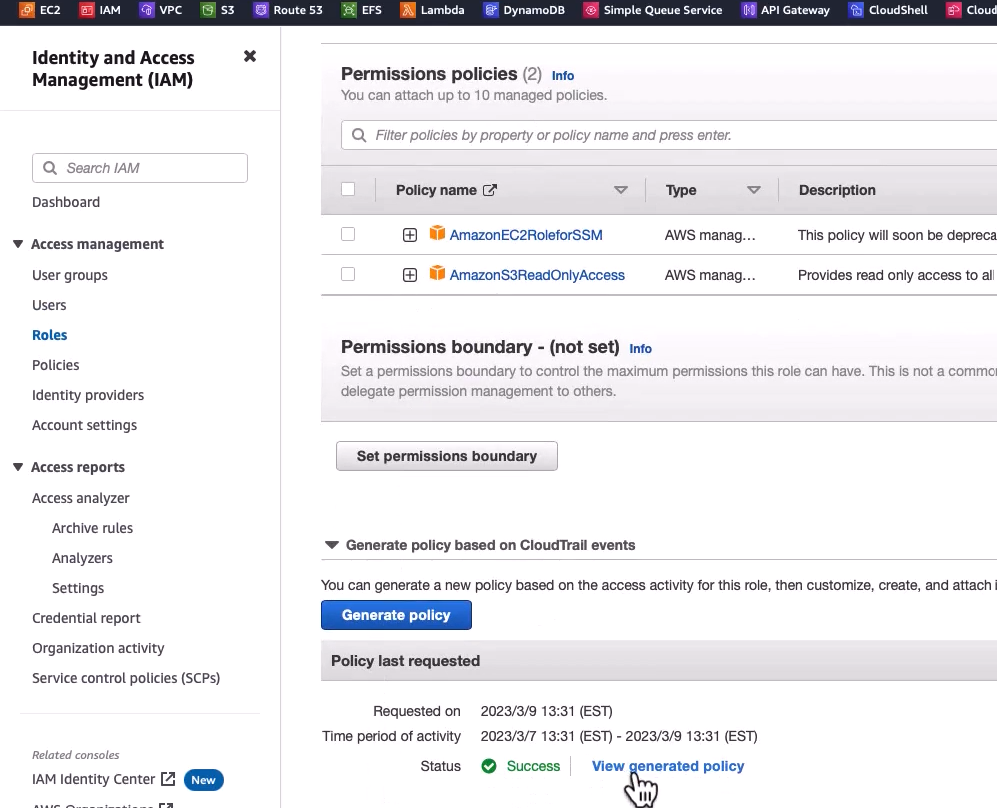 EC2 IAM VPC S3 Route 53 EFS Lambda DynamoDB Simple Queue Service API Gateway CloudShell Cloud
Identity and Access
Management (IAM)
Search IAM
Dashboard
Access management
User groups
Users
Roles
Policies
Identity providers
Account settings
Access reports
Access analyzer
Archive rules
Analyzers
Settings
Credential report
Organization activity
Service control policies (SCPs)
Related consoles
IAM Identity Center New
AWS Organizations
Permissions policies (2) Info
You can attach up to 10 managed policies.
Filter policies by property or policy name and press enter.
Policy name Type Description
AmazonEC2RoleforSSM AWS manag... This policy will soon be depreca
AmazonS3ReadOnlyAccess AWS manag... Provides read only access to all
Permissions boundary - (not set) Info
Set a permissions boundary to control the maximum permissions this role can have. This is not a commo
delegate permission management to others.
Set permissions boundary
Generate policy based on CloudTrail events
You can generate a new policy based on the access activity for this role, then customize, create, and attach i
Generate policy
Policy last requested
Requested on 2023/3/9 13:31 (EST)
Time period of activity 2023/3/7 13:31 (EST) - 2023/3/9 13:31 (EST)
Status Success View generated policy